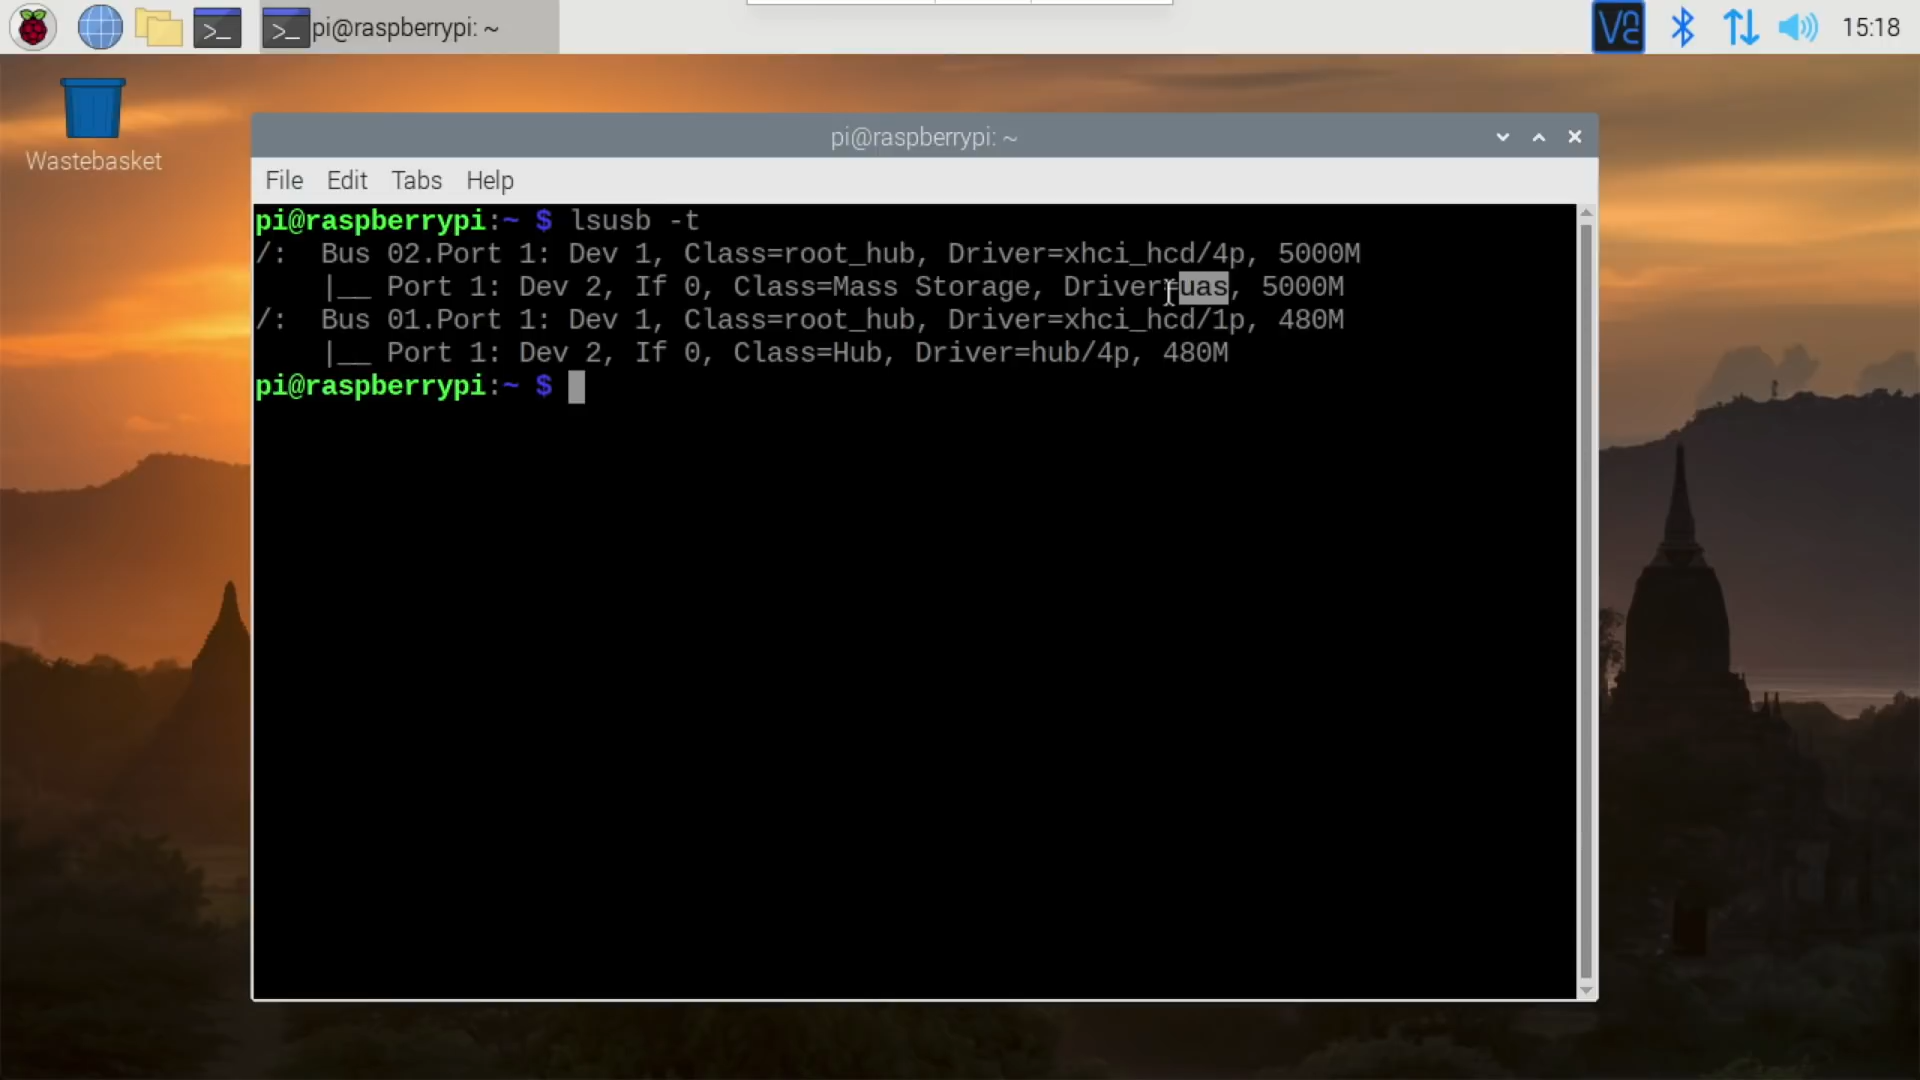 pi@raspberrypi: ~
VNC
15:18
Wastebasket
pi@raspberrypi: ~
File Edit Tabs Help
pi@raspberrypi:~ $ lsusb -t
/:  Bus 02.Port 1: Dev 1, Class=root_hub, Driver=xhci_hcd/4p, 5000M
    |__ Port 1: Dev 2, If 0, Class=Mass Storage, Driver=uas, 5000M
/:  Bus 01.Port 1: Dev 1, Class=root_hub, Driver=xhci_hcd/1p, 480M
    |__ Port 1: Dev 2, If 0, Class=Hub, Driver=hub/4p, 480M
pi@raspberrypi:~ $